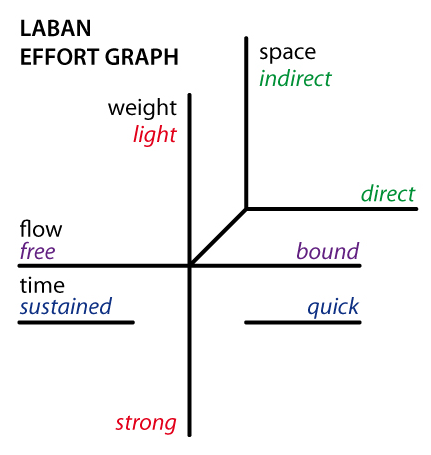 LABAN
EFFORT GRAPH
space
indirect
weight
light
direct
flow
free
bound
time
sustained
quick
strong